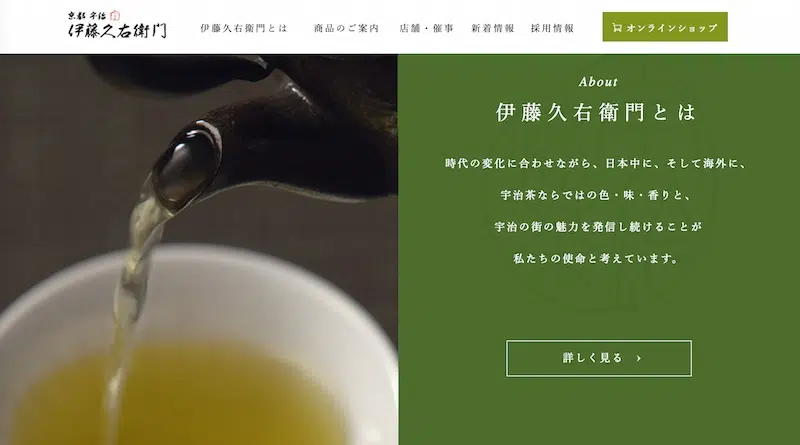 京都 宇治
伊藤久右衛門
伊藤久右衛門とは
商品のご案内
店舗・催事
新着情報
採用情報
オンラインショップ
About
伊藤久右衛門とは
時代の変化に合わせながら、日本中に、そして海外に、
宇治茶ならではの色・味・香りと、
宇治の街の魅力を発信し続けることが
私たちの使命と考えています。
詳しく見る ›